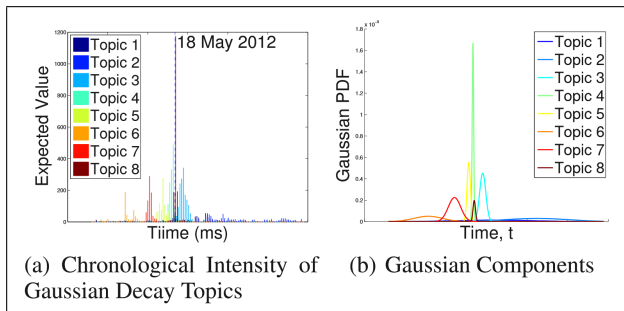 18 May 2012
1200
1000
800
600
400
200
0
Expected Value
Topic 1
Topic 2
Topic 3
Topic 4
Topic 5
Topic 6
Topic 7
Topic 8
Tiime (ms)
(a) Chronological Intensity of
Gaussian Decay Topics
1.8
1.6
1.4
1.2
1
0.8
0.6
0.4
0.2
0
Gaussian PDF
Topic 1
Topic 2
Topic 3
Topic 4
Topic 5
Topic 6
Topic 7
Topic 8
Time, t
(b) Gaussian Components